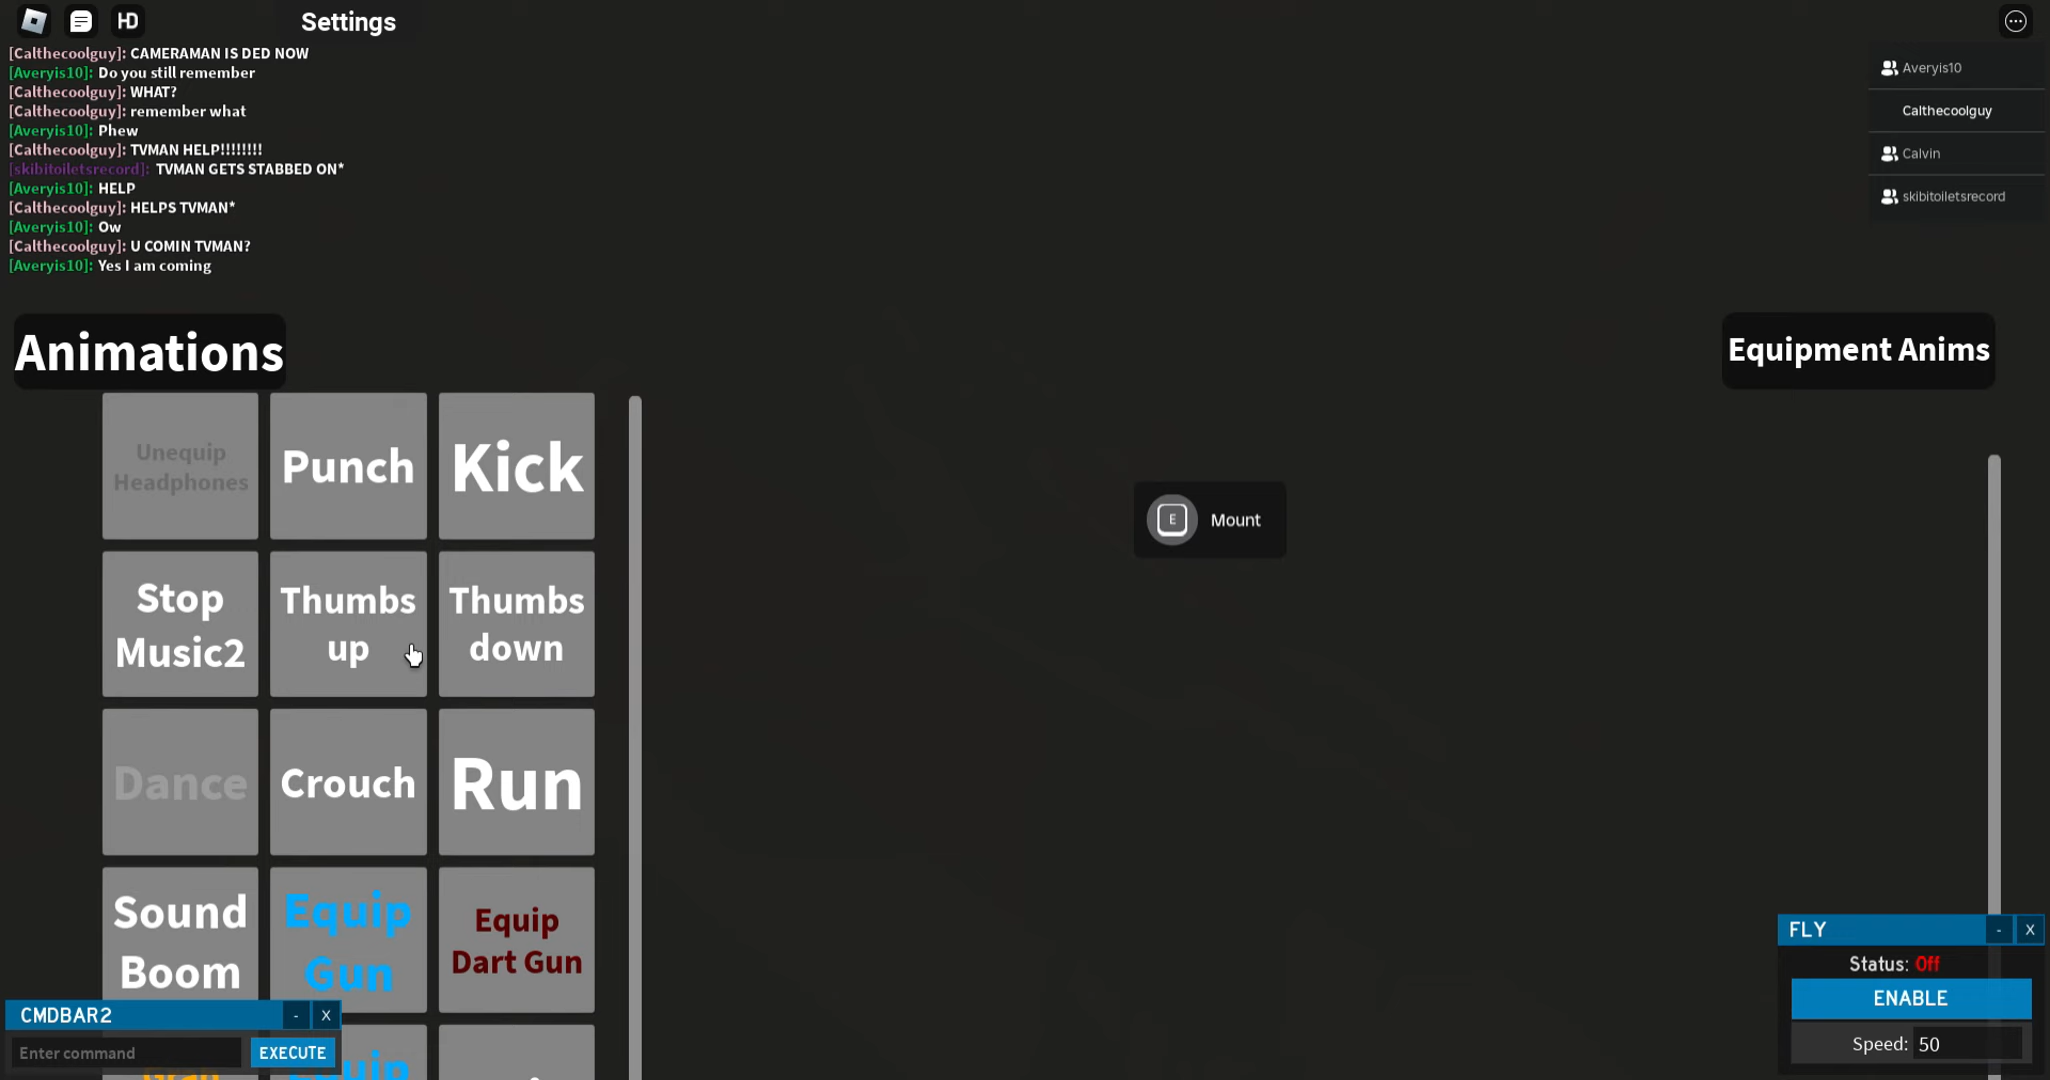 HD
Settings
[Calthecoolguy]: CAMERAMAN IS DED NOW
[Averyis10]: Do you still remember
[Calthecoolguy]: WHAT?
[Calthecoolguy]: remember what
[Averyis10]: Phew
[Calthecoolguy]: TVMAN HELP!!!!!!!!
[skibitoiletsrecord]: TVMAN GETS STABBED ON*
[Averyis10]: HELP
[Calthecoolguy]: HELPS TVMAN*
[Averyis10]: Ow
[Calthecoolguy]: U COMIN TVMAN?
[Averyis10]: Yes I am coming
Averyis10
Calthecoolguy
Calvin
skibitoiletsrecord
Animations
Equipment Anims
Unequip
Headphones
Punch
Kick
E Mount
Stop
Music2
Thumbs
up
Thumbs
down
Dance
Crouch
Run
Sound
Boom
Equip
Gun
Equip
Dart Gun
CMDBAR2 - X
Enter command EXECUTE
Equip
FLY - X
Status: Off
ENABLE
Speed: 50